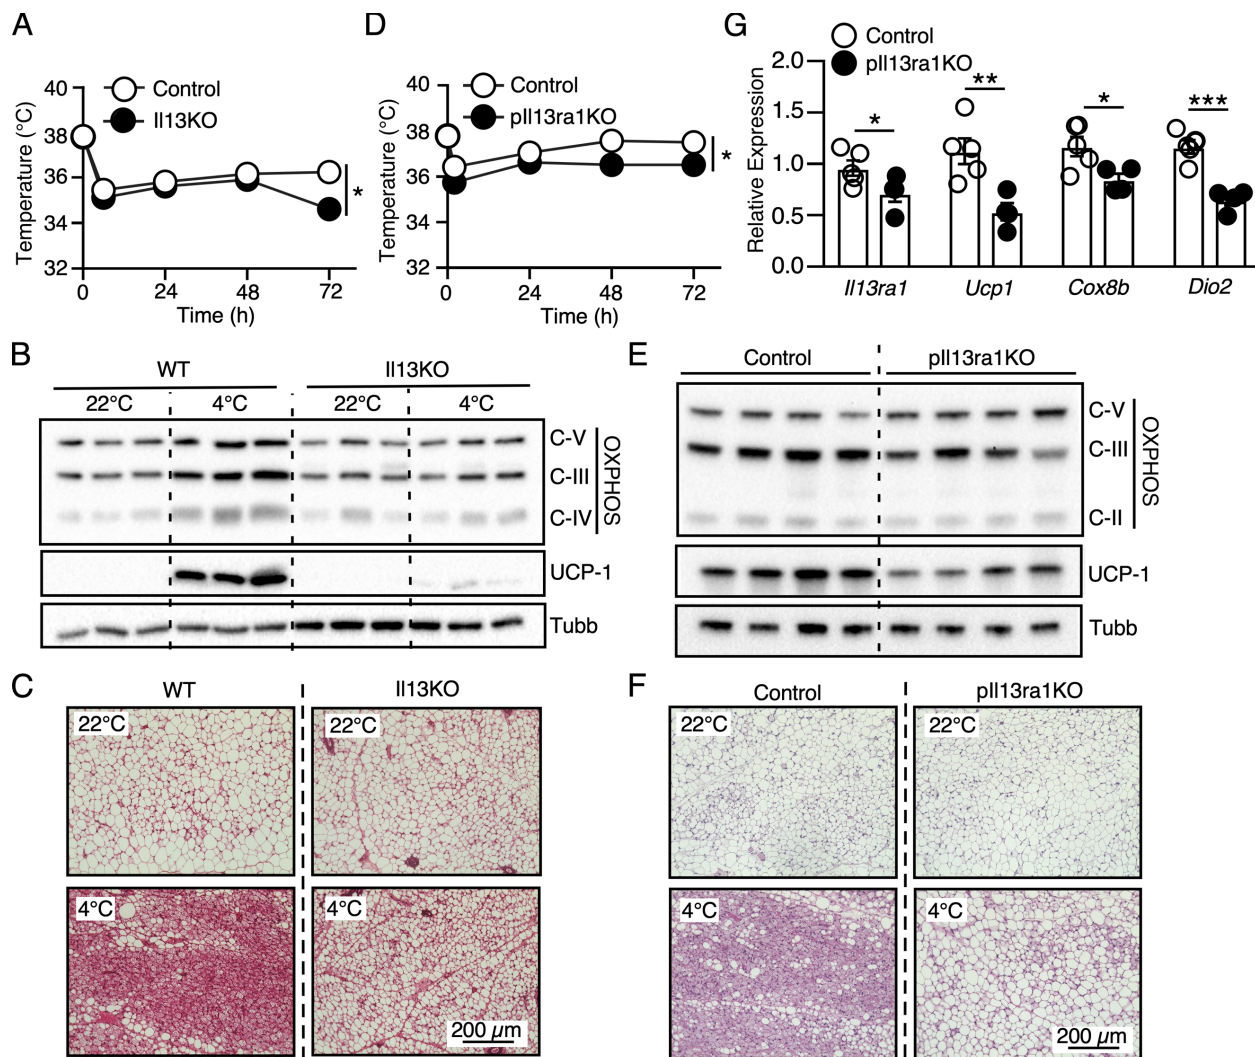 A
Control
Il13KO
Temperature (°C)
40
38
36
34
32
*
0
24
48
72
Time (h)
D
Control
pIl13ra1KO
Temperature (°C)
40
38
36
34
32
*
0
24
48
72
Time (h)
G
Control
pIl13ra1KO
Relative Expression
2.0
1.5
1.0
0.5
0.0
*
**
*
***
Il13ra1
Ucp1
Cox8b
Dio2
B
WT
Il13KO
22°C
4°C
22°C
4°C
C-V
C-III
C-IV
OXPHOS
UCP-1
Tubb
E
Control
pIl13ra1KO
C-V
C-III
C-II
OXPHOS
UCP-1
Tubb
C
WT
Il13KO
22°C
22°C
4°C
4°C
200 µm
F
Control
pIl13ra1KO
22°C
22°C
4°C
4°C
200 µm